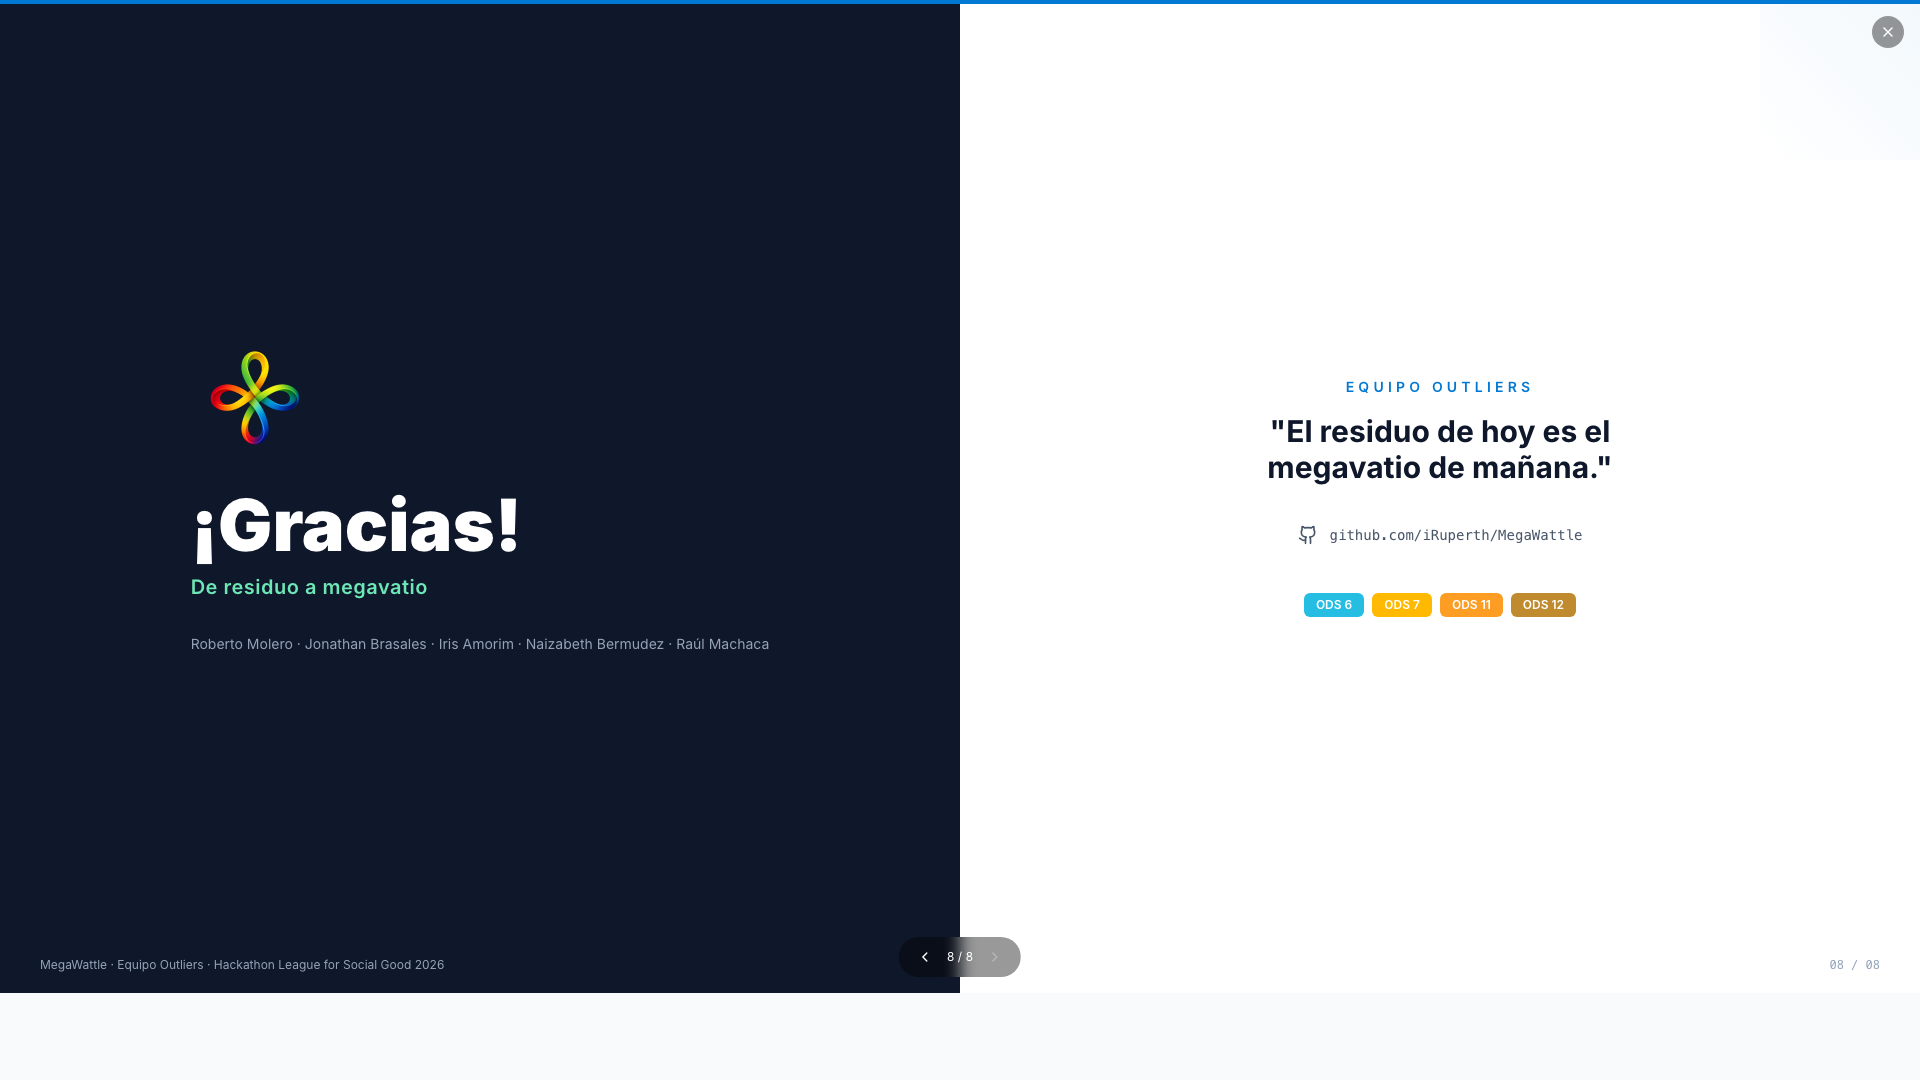 ¡Gracias!
De residuo a megavatio
Roberto Molero · Jonathan Brasales · Iris Amorim · Naizabeth Bermudez · Raúl Machaca
EQUIPO OUTLIERS
"El residuo de hoy es el
megavatio de mañana."
github.com/iRuperth/MegaWattle
ODS 6 ODS 7 ODS 11 ODS 12
MegaWattle · Equipo Outliers · Hackathon League for Social Good 2026
8 / 8
08 / 08